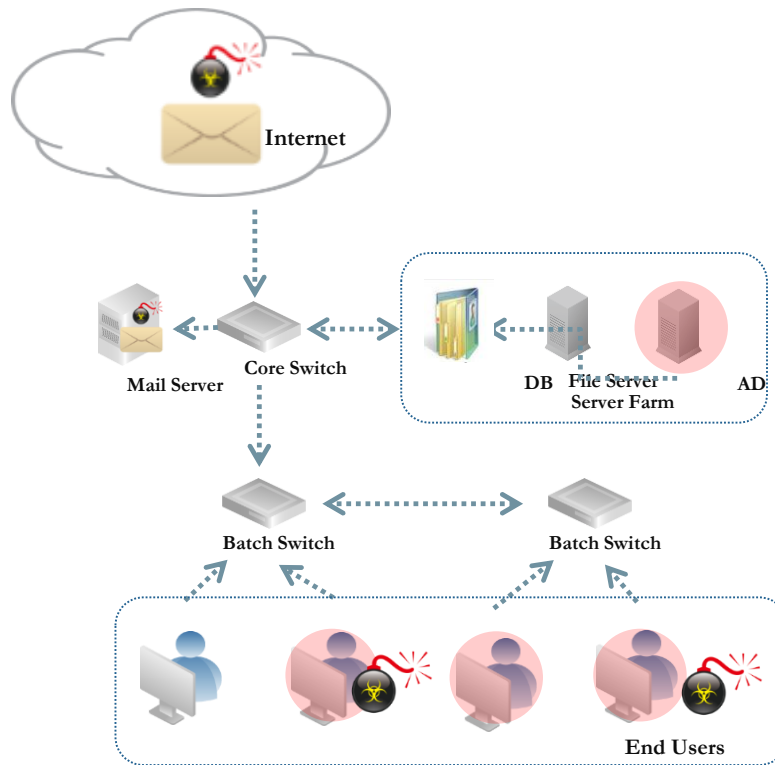 Internet
Mail Server
Core Switch
DB File Server AD
Server Farm
Batch Switch
Batch Switch
End Users